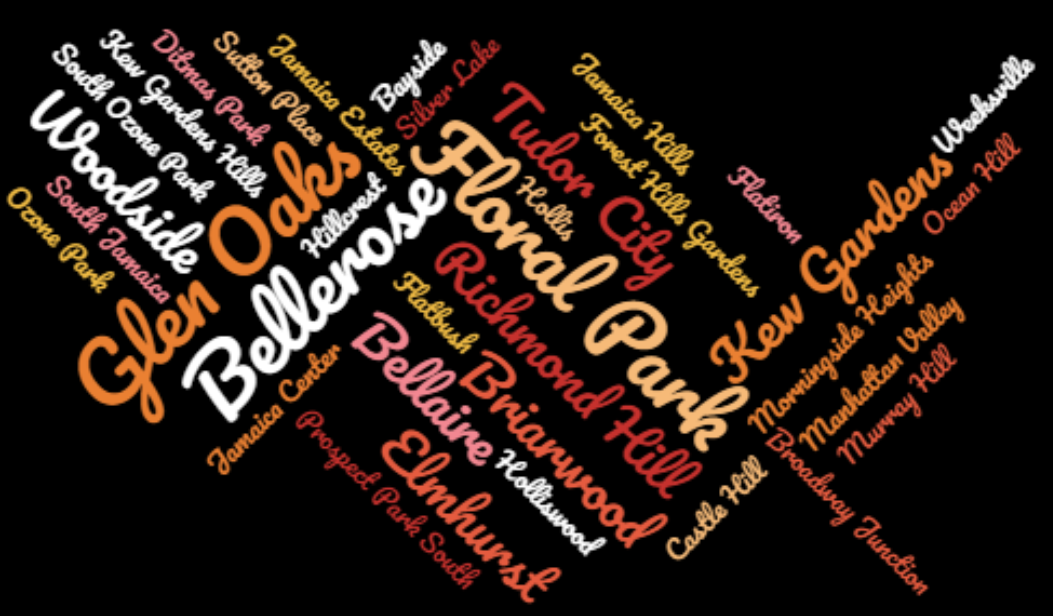 Kew Gardens Hills
Ditmas Park
Sutton Place
Jamaica Estates
Bayside
Silver Lake
South Ozone Park
Woodside
Ozone Park
South Jamaica
Glen Oaks
Hillcrest
Bellerose
Floral Park
Hollis
Tudor City
Jamaica Hills
Forest Hills Gardens
Flatiron
Weeksville
Ocean Hill
Kew Gardens
Richmond Hill
Flatbush
Bellaire
Briarwood
Jamaica Center
Prospect Park South
Elmhurst
Holliswood
Castle Hill
Morningside Heights
Manhattan Valley
Murray Hill
Broadway Junction